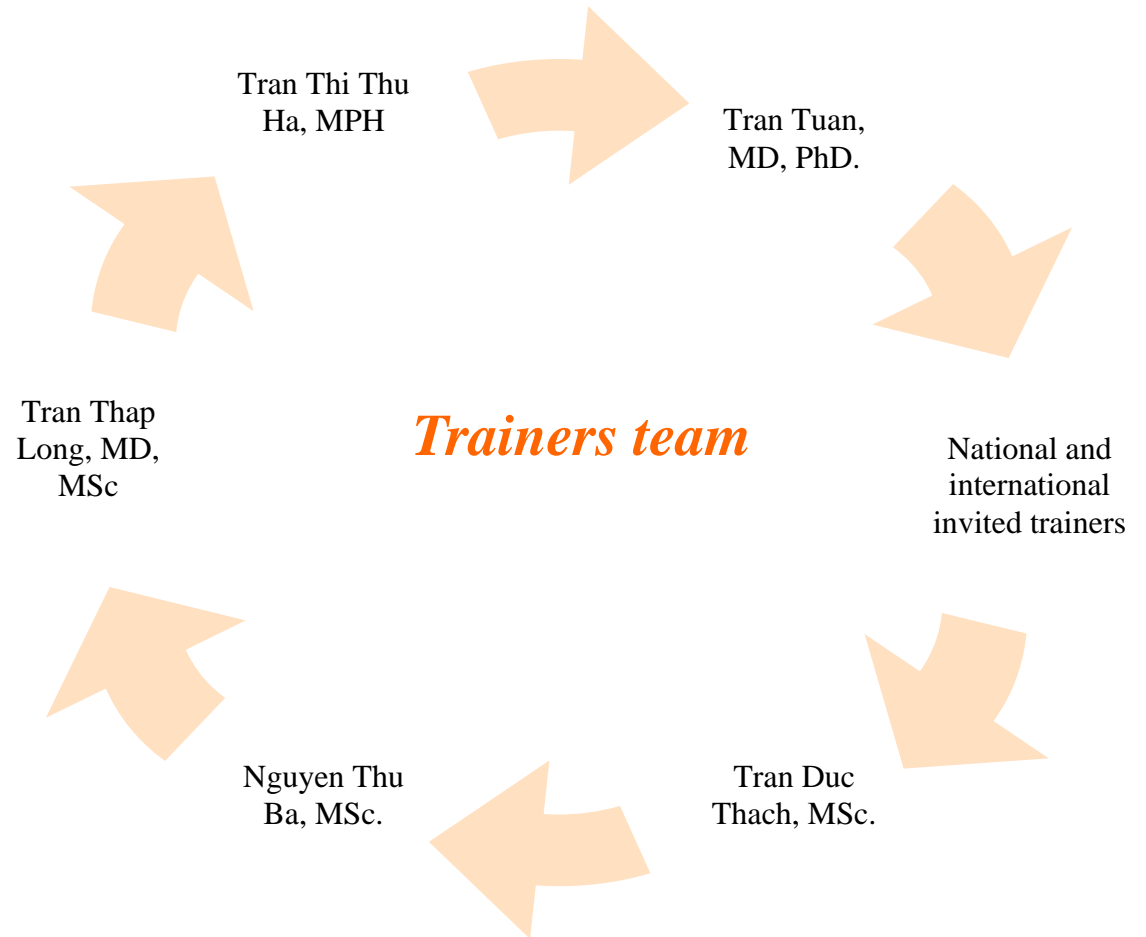 Tran Thi Thu
Ha, MPH
Tran Tuan,
MD, PhD.
Tran Thap
Long, MD,
MSc
Trainers team
National and
international
invited trainers
Nguyen Thu
Ba, MSc.
Tran Duc
Thach, MSc.